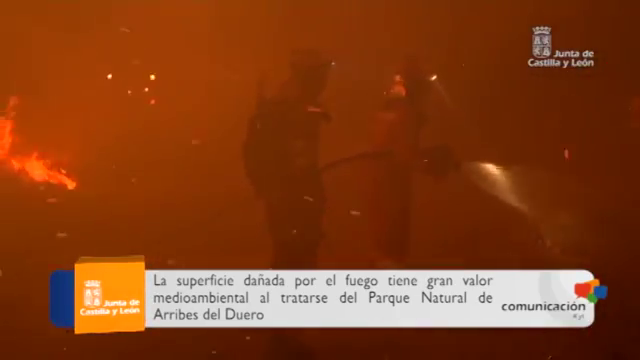 Junta de
Castilla y León
La superficie dañada por el fuego tiene gran valor
medioambiental al tratarse del Parque Natural de
Arribes del Duero
Junta de
Castilla y León
comunicación